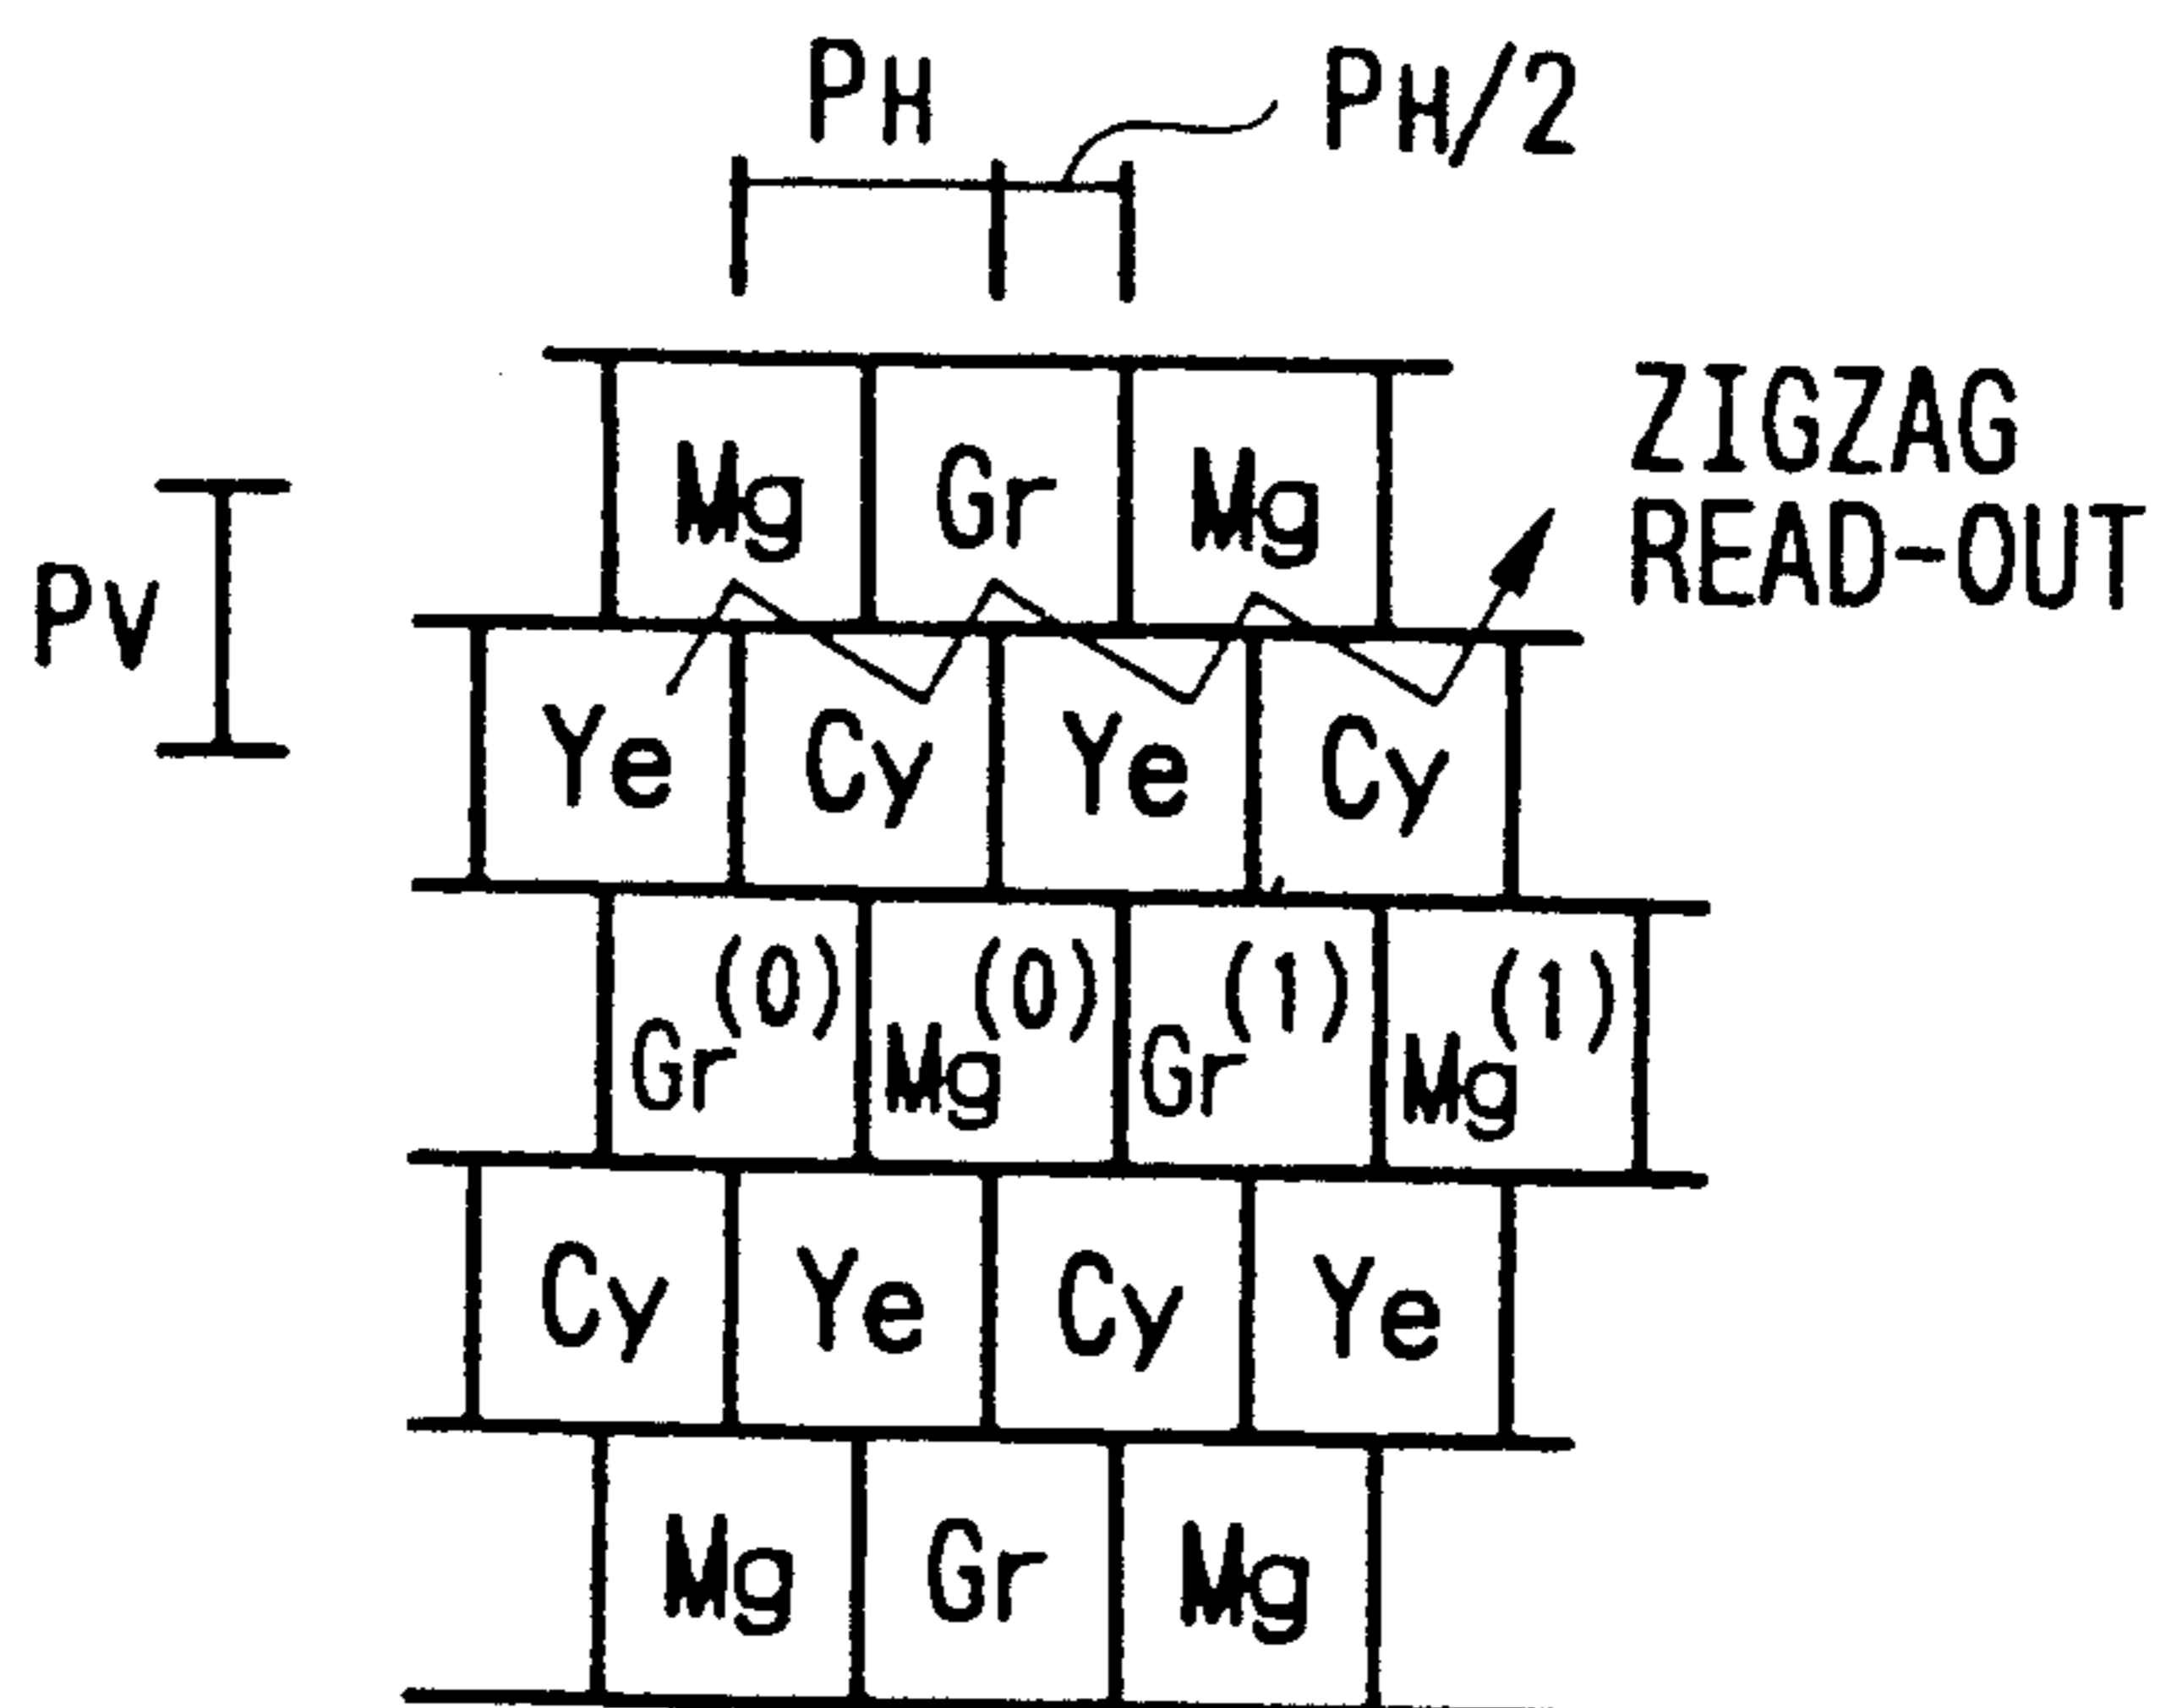 PH PH/2
Mg Gr Mg
ZIGZAG
READ-OUT
PV
Ye Cy Ye Cy
Gr(0) Mg(0) Gr(1) Mg(1)
Cy Ye Cy Ye
Mg Gr Mg